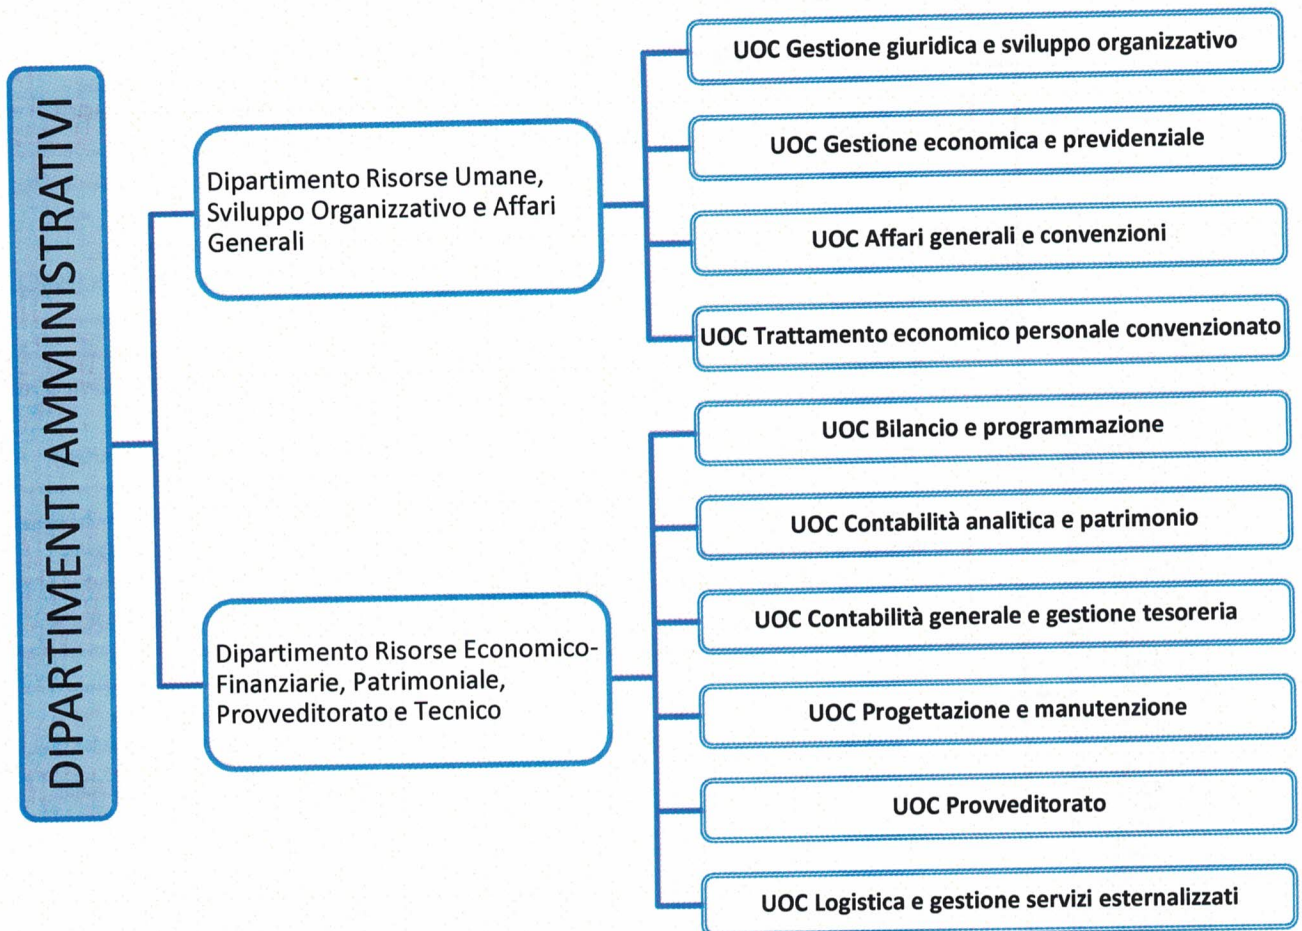 DIPARTIMENTI AMMINISTRATIVI
Dipartimento Risorse Umane,
Sviluppo Organizzativo e Affari
Generali
UOC Gestione giuridica e sviluppo organizzativo
UOC Gestione economica e previdenziale
UOC Affari generali e convenzioni
UOC Trattamento economico personale convenzionato
Dipartimento Risorse Economico-
Finanziarie, Patrimoniale,
Provveditorato e Tecnico
UOC Bilancio e programmazione
UOC Contabilità analitica e patrimonio
UOC Contabilità generale e gestione tesoreria
UOC Progettazione e manutenzione
UOC Provveditorato
UOC Logistica e gestione servizi esternalizzati